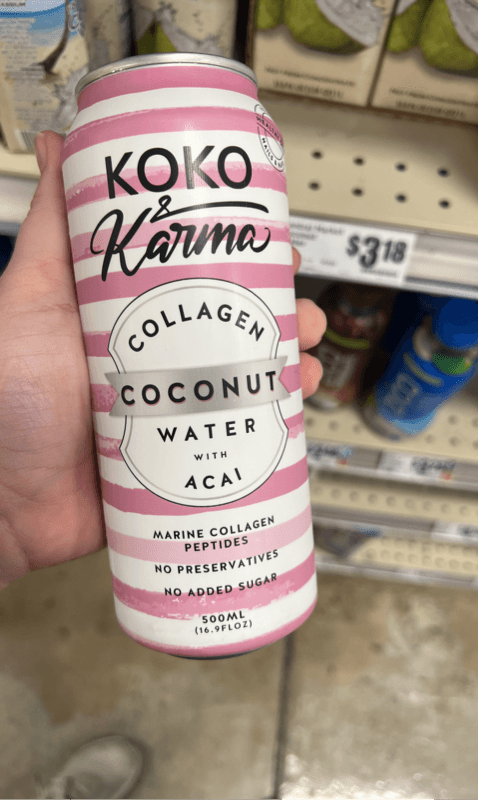 KOKO
&
Karma
COLLAGEN
COCONUT
WATER
WITH
ACAI
MARINE COLLAGEN
PEPTIDES
NO PRESERVATIVES
NO ADDED SUGAR
500ML
(16.9FLOZ)
$3.18